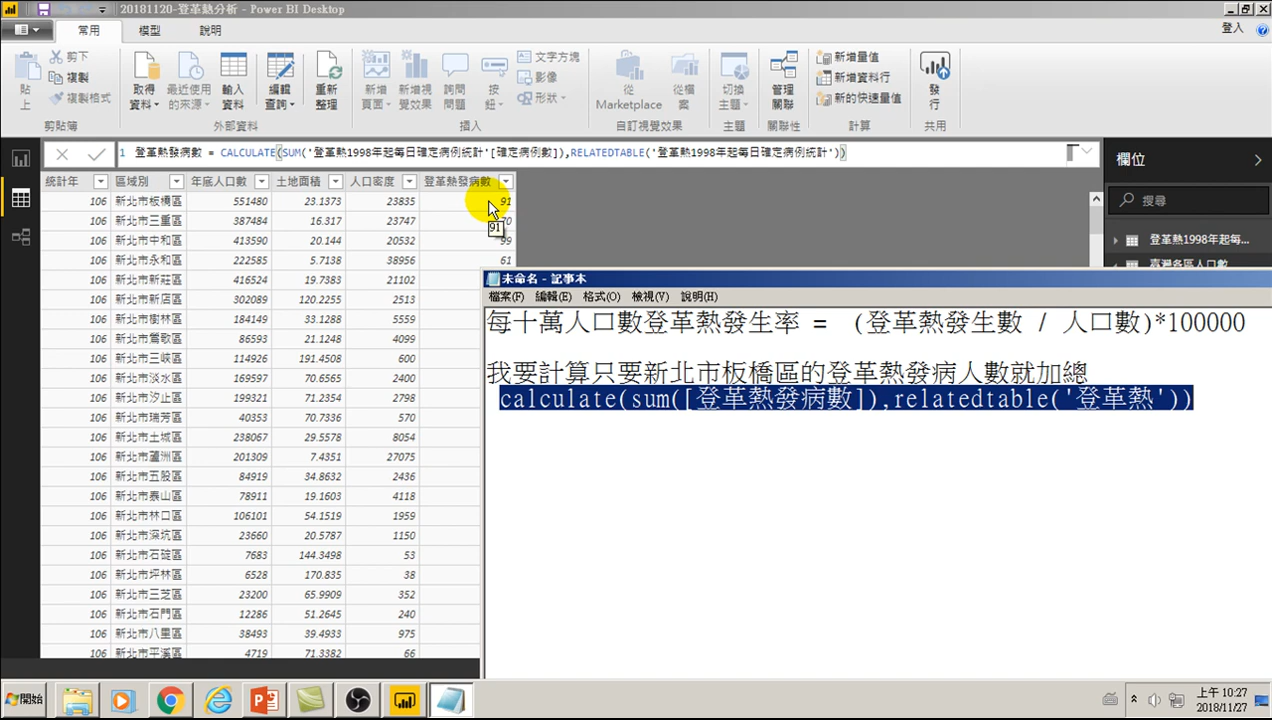 20181120-登革熱分析 - Power BI Desktop
常用
模型
說明
登入
貼上
剪下
複製
複製格式
剪貼簿
取得資料
最近使用的來源
輸入資料
編輯查詢
重新整理
外部資料
新增頁面
新增視覺效果
詢問問題
按鈕
文字方塊
影像
形狀
插入
從 Marketplace
從檔案
自訂視覺效果
切換主題
主題
管理關聯
關聯性
新增量值
新增資料行
新的快速量值
計算
發行
共用
1 登革熱發病數 = CALCULATE(SUM('登革熱1998年起每日確定病例統計'[確定病例數]),RELATEDTABLE('登革熱1998年起每日確定病例統計'))
欄位
搜尋
登革熱1998年起每...
臺灣各區人口數
統計年 區域別 年底人口數 土地面積 人口密度 登革熱發病數
106 新北市板橋區 551480 23.1373 23835 91
91
106 新北市三重區 387484 16.317 23747 70
106 新北市中和區 413590 20.144 20532 99
106 新北市永和區 222585 5.7138 38956 61
106 新北市新莊區 416524 19.7383 21102
106 新北市新店區 302089 120.2255 2513
106 新北市樹林區 184149 33.1288 5559
106 新北市鶯歌區 86593 21.1248 4099
106 新北市三峽區 114926 191.4508 600
106 新北市淡水區 169597 70.6565 2400
106 新北市汐止區 199321 71.2354 2798
106 新北市瑞芳區 40353 70.7336 570
106 新北市土城區 238067 29.5578 8054
106 新北市蘆洲區 201309 7.4351 27075
106 新北市五股區 84919 34.8632 2436
106 新北市泰山區 78911 19.1603 4118
106 新北市林口區 106101 54.1519 1959
106 新北市深坑區 23660 20.5787 1150
106 新北市石碇區 7683 144.3498 53
106 新北市坪林區 6528 170.835 38
106 新北市三芝區 23200 65.9909 352
106 新北市石門區 12286 51.2645 240
106 新北市八里區 38493 39.4933 975
106 新北市平溪區 4719 71.3382 66
未命名 - 記事本
檔案(F) 編輯(E) 格式(O) 檢視(V) 說明(H)
每十萬人口數登革熱發生率 = (登革熱發生數 / 人口數)*100000
我要計算只要新北市板橋區的登革熱發病人數就加總
calculate(sum([登革熱發病數]),relatedtable('登革熱'))
開始
上午 10:27
2018/11/27